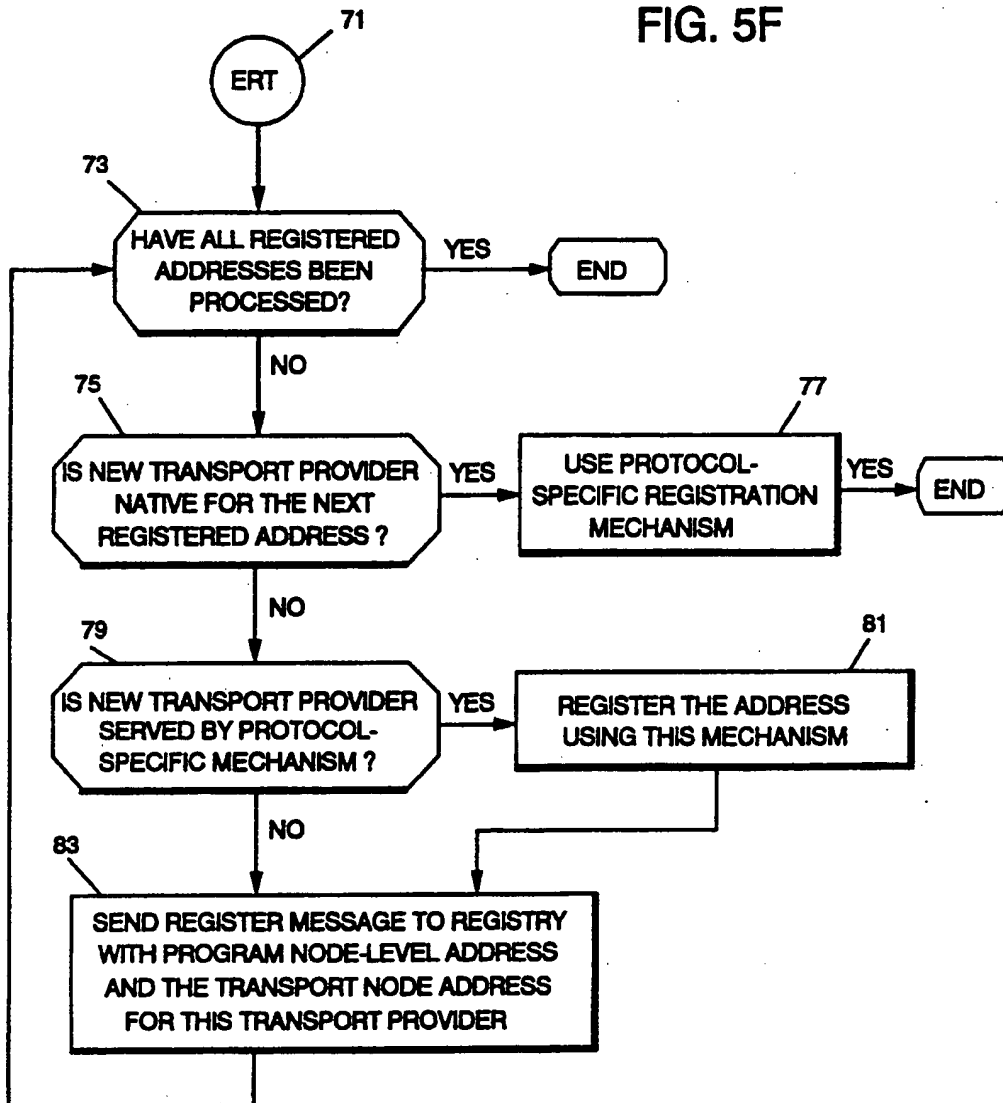 FIG. 5F
71
ERT
73
HAVE ALL REGISTERED
ADDRESSES BEEN
PROCESSED?
YES
END
NO
75
IS NEW TRANSPORT PROVIDER
NATIVE FOR THE NEXT
REGISTERED ADDRESS ?
YES
77
USE PROTOCOL-
SPECIFIC REGISTRATION
MECHANISM
YES
END
NO
79
IS NEW TRANSPORT PROVIDER
SERVED BY PROTOCOL-
SPECIFIC MECHANISM ?
YES
81
REGISTER THE ADDRESS
USING THIS MECHANISM
NO
83
SEND REGISTER MESSAGE TO REGISTRY
WITH PROGRAM NODE-LEVEL ADDRESS
AND THE TRANSPORT NODE ADDRESS
FOR THIS TRANSPORT PROVIDER